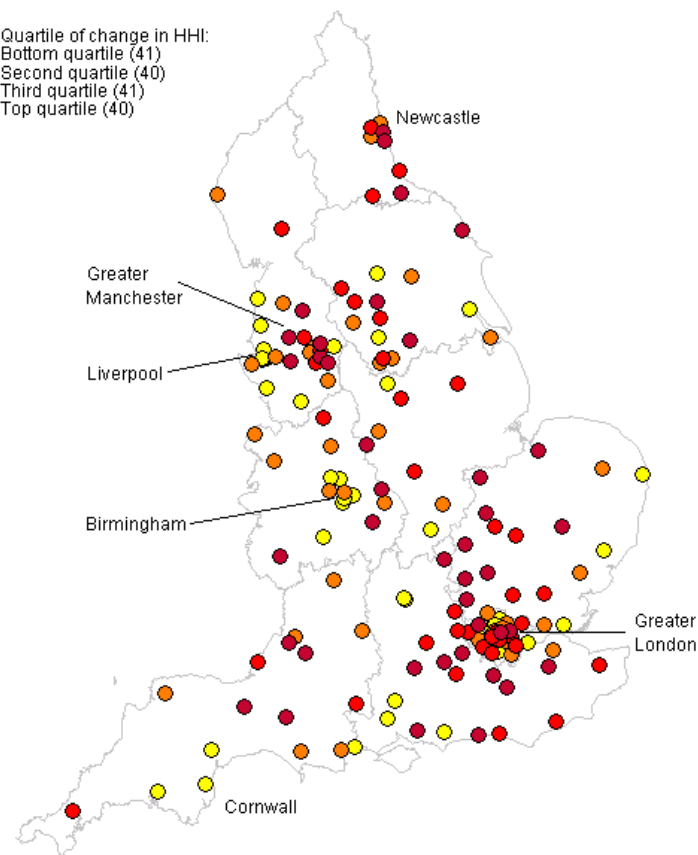 Quartile of change in HHI:
Bottom quartile (41)
Second quartile (40)
Third quartile (41)
Top quartile (40)
Newcastle
Greater
Manchester
Liverpool
Birmingham
Greater
London
Cornwall